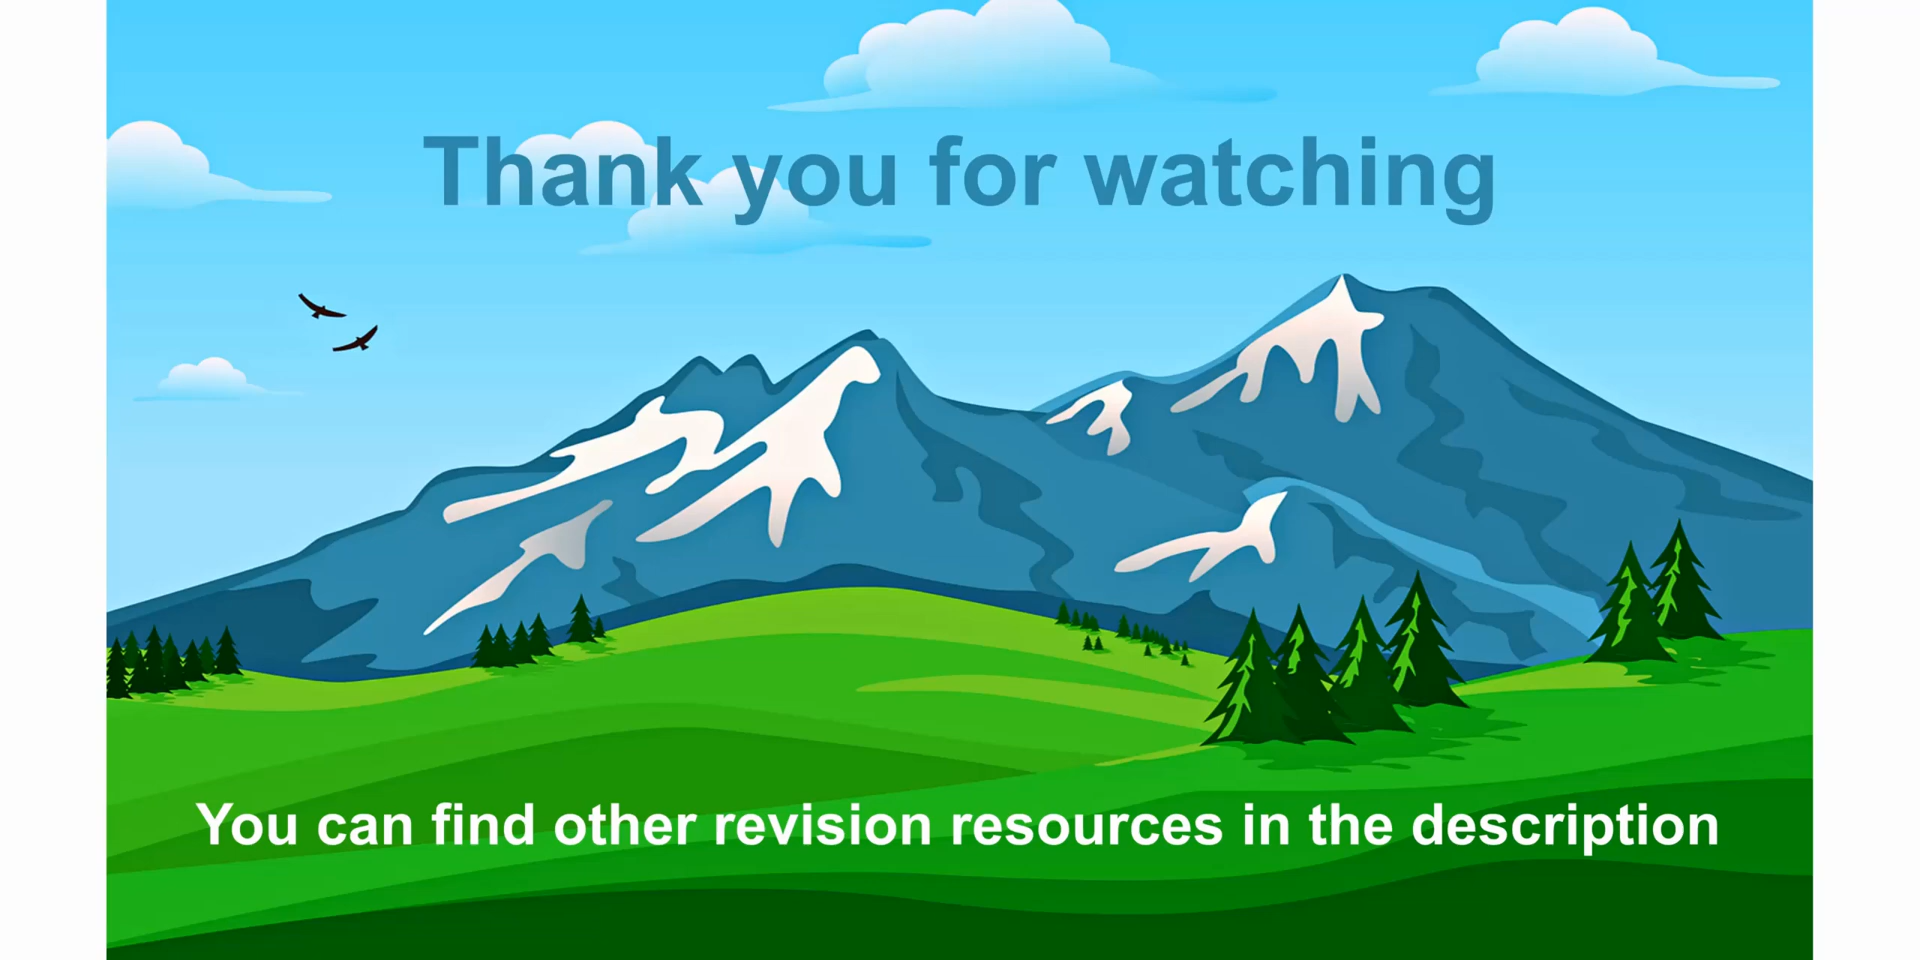 Thank you for watching
You can find other revision resources in the description